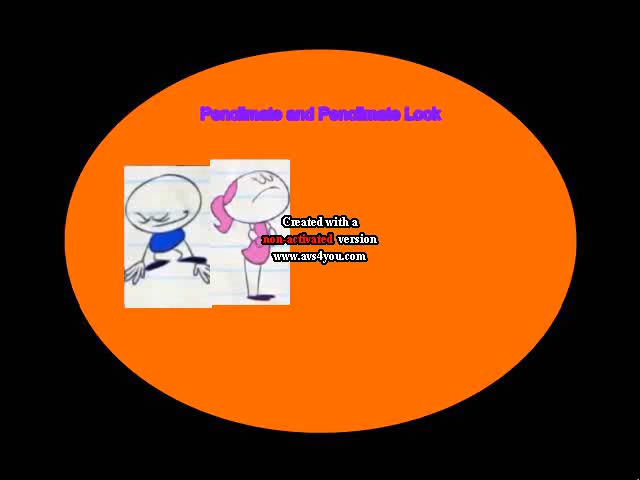 Pencilmate and Pencilmate Look
Created with a
non-activated version
www.avs4you.com